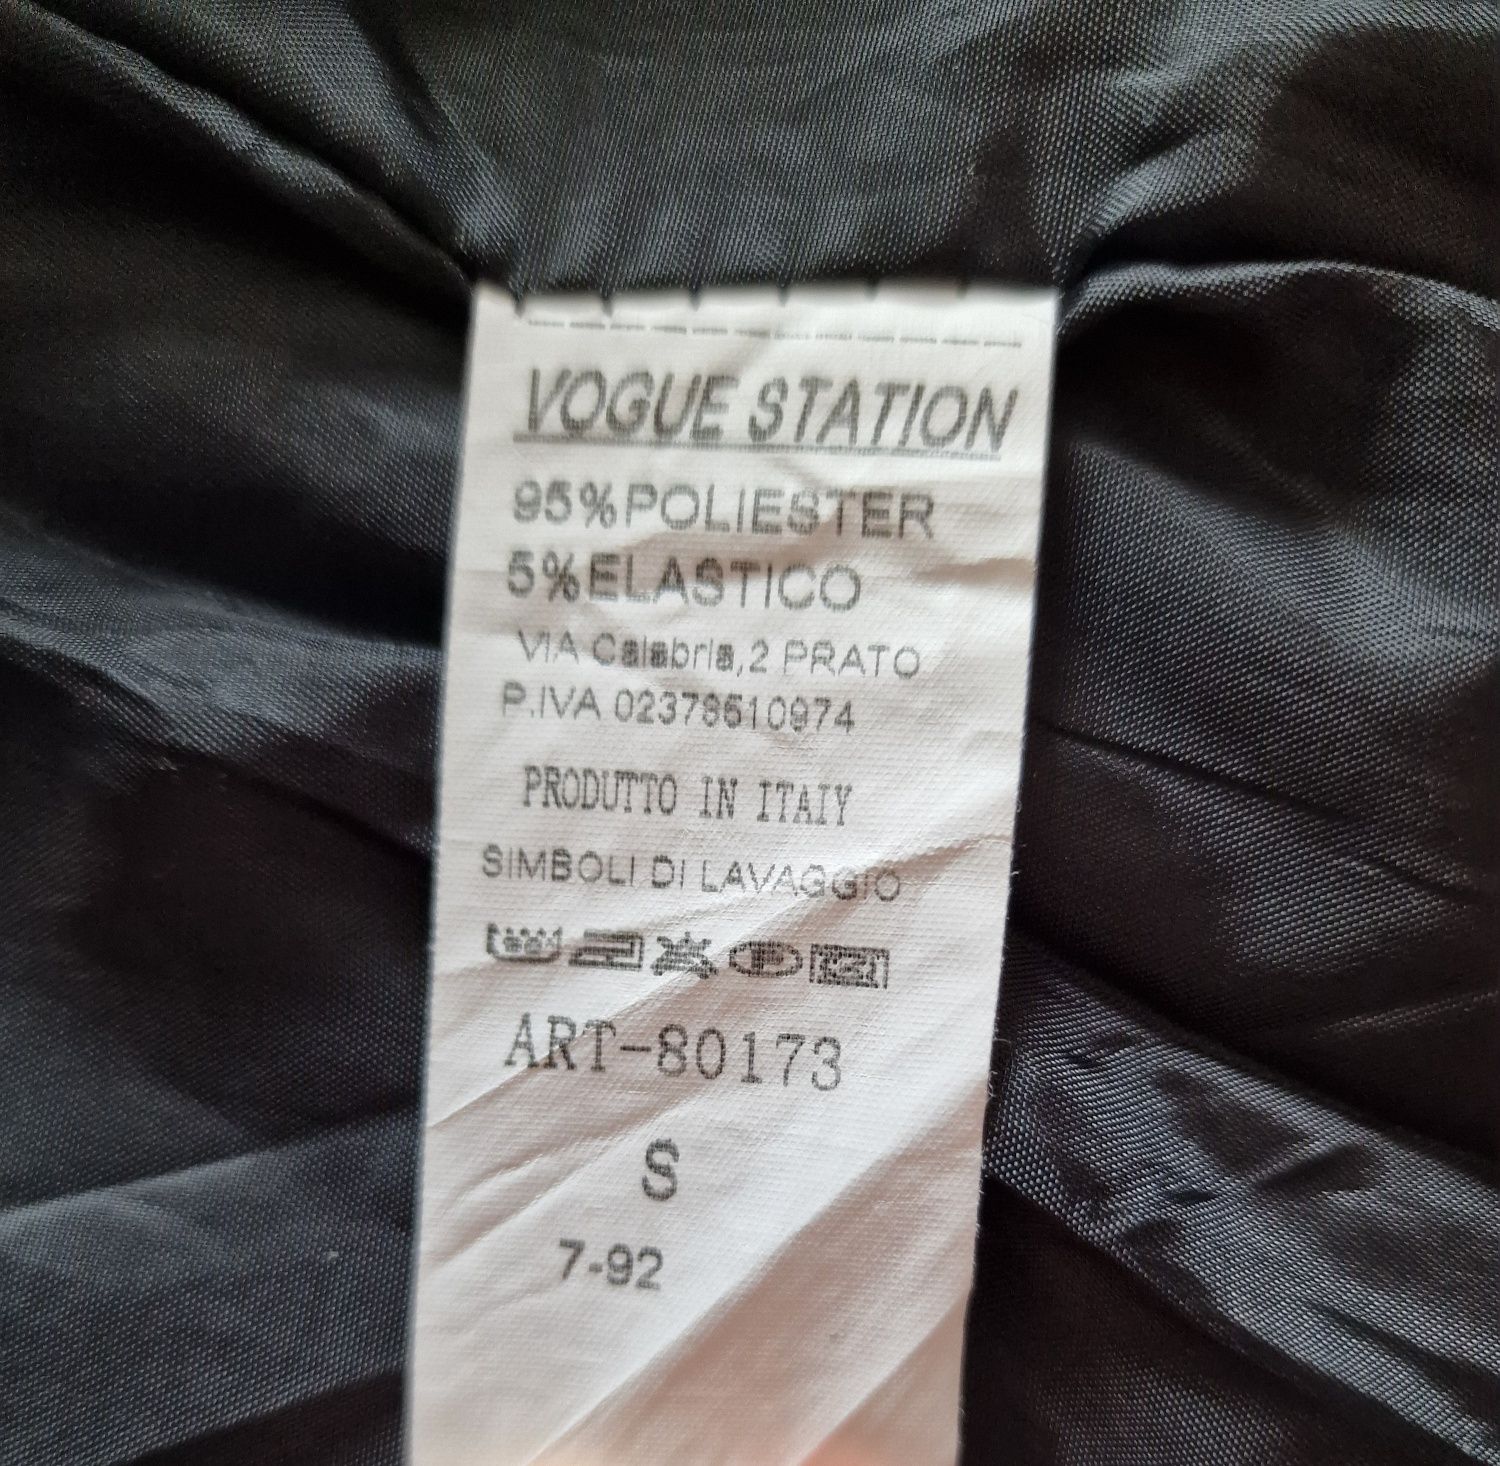 VOGUE STATION
95%POLIESTER
5%ELASTICO
VIA Calabria,2 PRATO
P.IVA 02378610974
PRODUTTO IN ITAIY
SIMBOLI DI LAVAGGIO
ART-80173
S
7-92